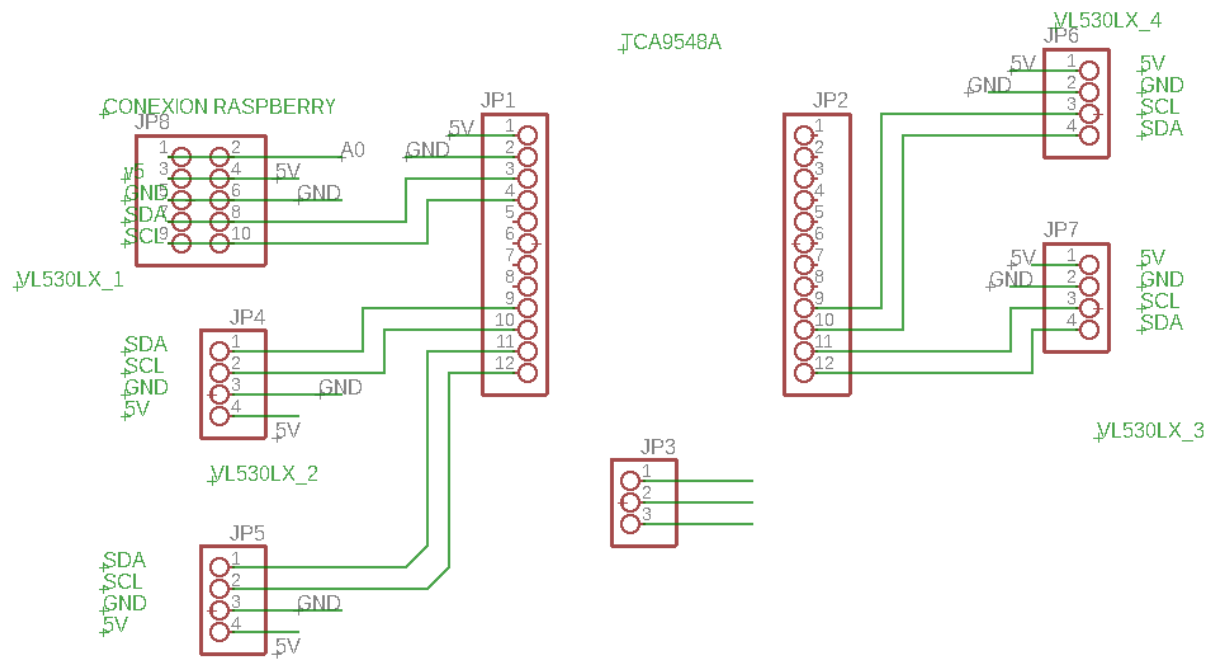 TCA9548A
VL530LX_4
JP6
1 5V 5V
2 GND GND
3 SCL
4 SDA
CONEXION RASPBERRY
JP8
1 2 A0
v5 3 4 5V
GND 5 6 GND
SDA 7 8
SCL 9 10
JP1
5V 1
GND 2
3
4
5
6
7
8
9
10
11
12
JP2
1
2
3
4
5
6
7
8
9
10
11
12
JP7
5V 1 5V
GND 2 GND
3 SCL
4 SDA
VL530LX_1
JP4
SDA 1
SCL 2
GND 3 GND
5V 4 5V
VL530LX_3
JP3
1
2
3
VL530LX_2
JP5
SDA 1
SCL 2
GND 3 GND
5V 4 5V